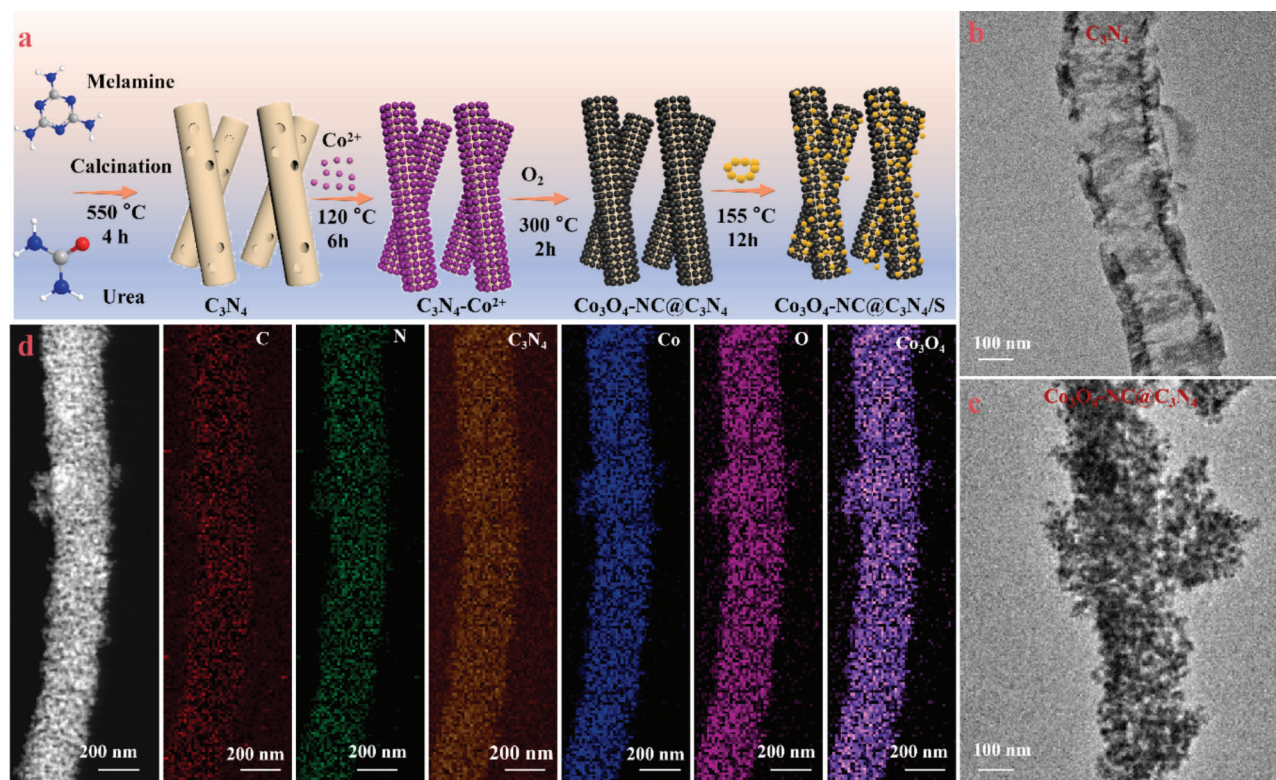 a
Melamine
Calcination
550 °C
4 h
Urea
C₃N₄
Co²⁺
120 °C
6h
C₃N₄-Co²⁺
O₂
300 °C
2h
Co₃O₄-NC@C₃N₄
155 °C
12h
Co₃O₄-NC@C₃N₄/S
b
C₃N₄
100 nm
c
Co₃O₄-NC@C₃N₄
100 nm
d
200 nm
C
200 nm
N
200 nm
C₃N₄
200 nm
Co
200 nm
O
200 nm
Co₃O₄
200 nm